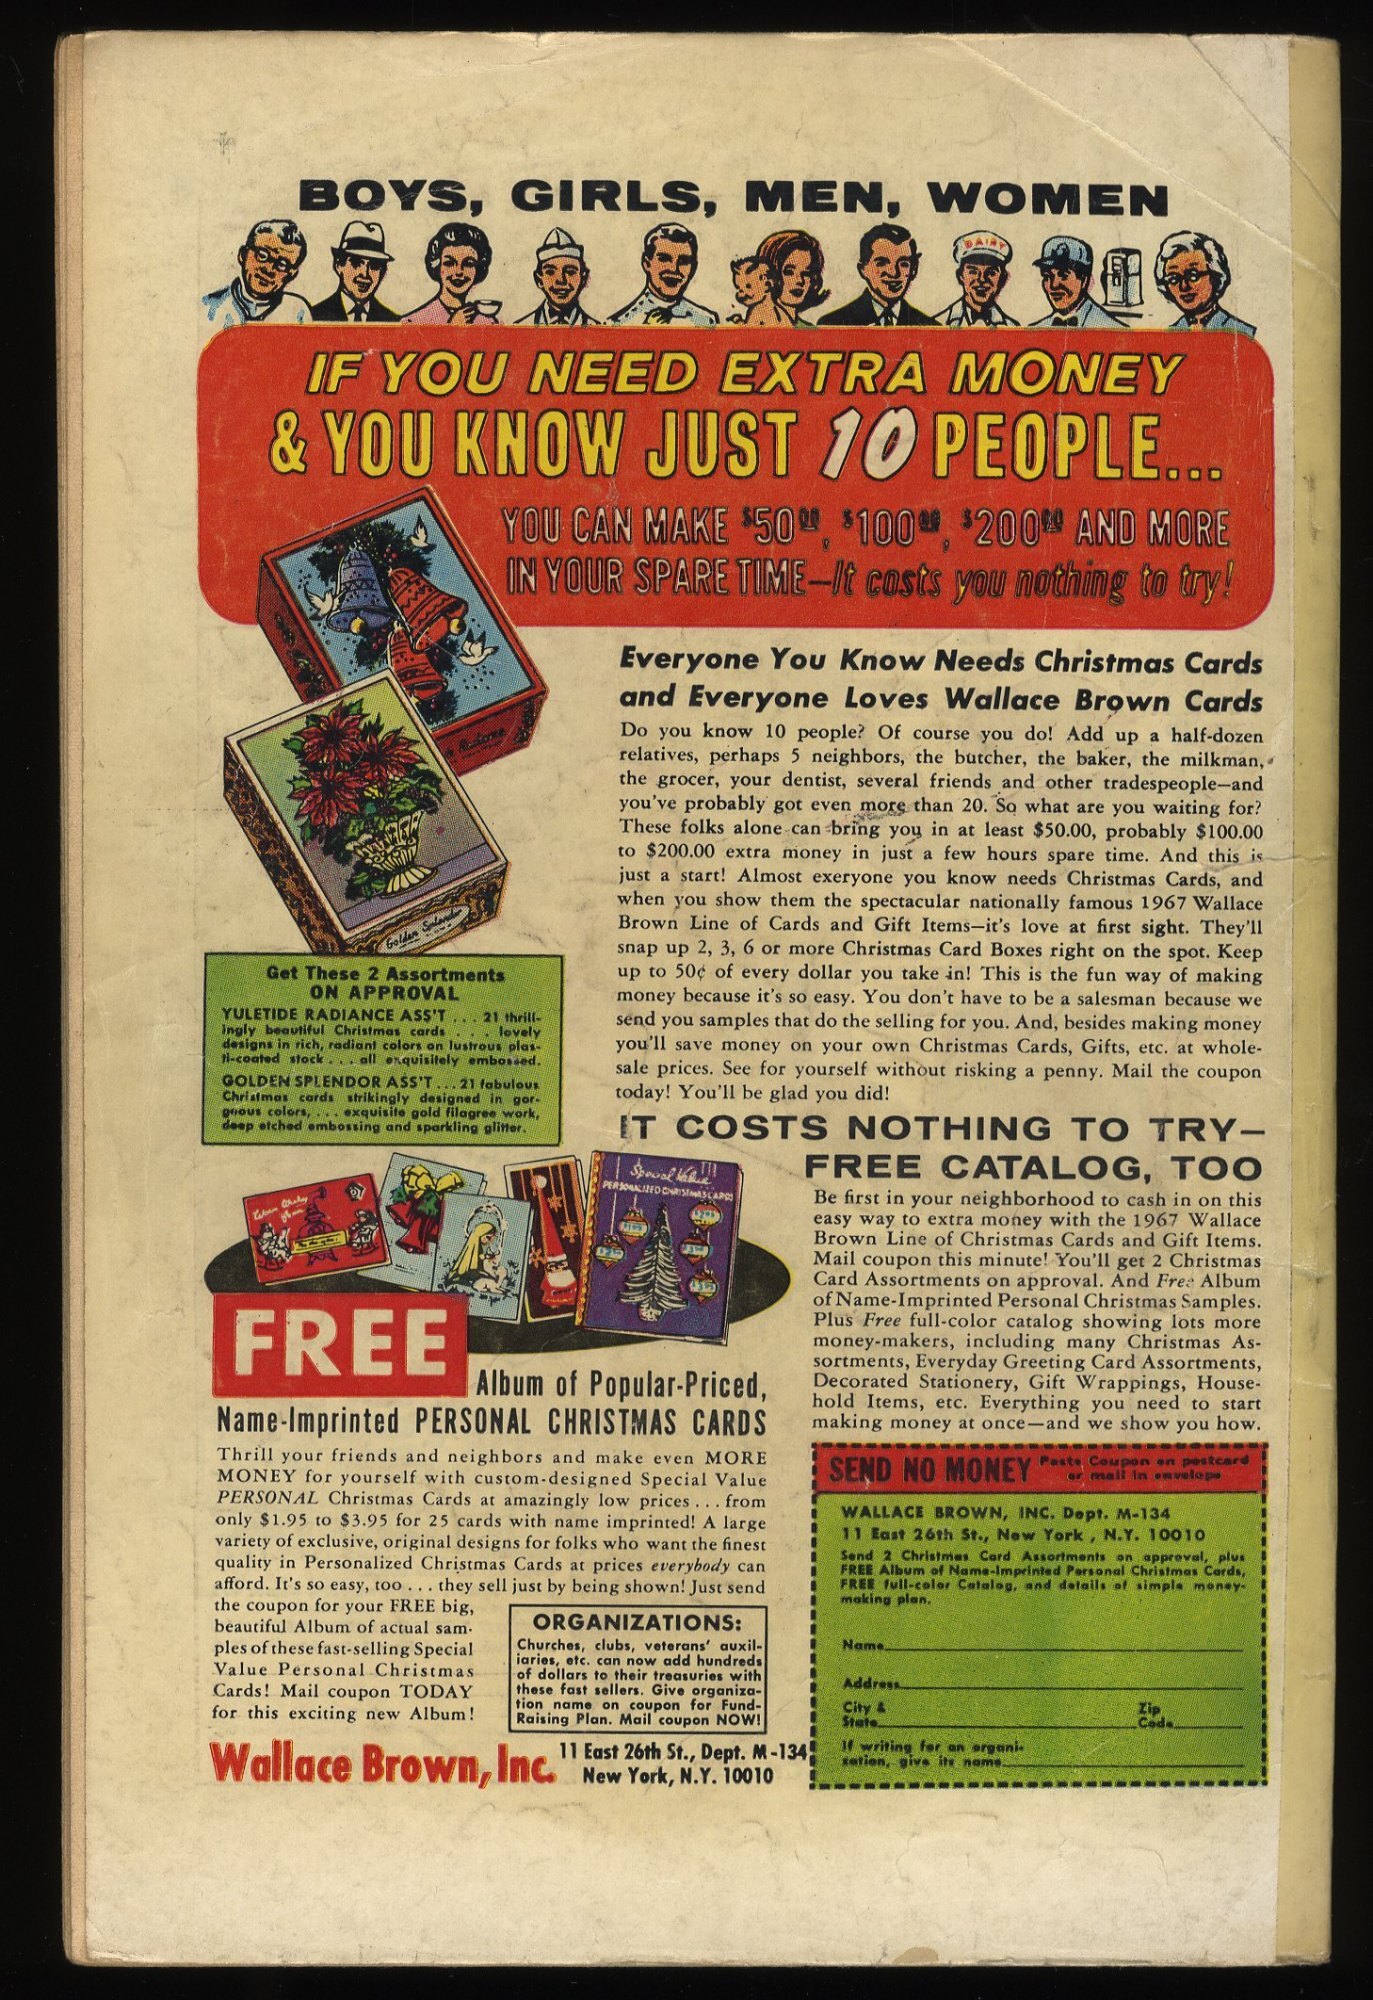 BOYS, GIRLS, MEN, WOMEN
DAIRY
IF YOU NEED EXTRA MONEY
& YOU KNOW JUST 10 PEOPLE...
YOU CAN MAKE $50.00, $100.00, $200.00 AND MORE
IN YOUR SPARE TIME—It costs you nothing to try!
Everyone You Know Needs Christmas Cards
and Everyone Loves Wallace Brown Cards
Do you know 10 people? Of course you do! Add up a half-dozen
relatives, perhaps 5 neighbors, the butcher, the baker, the milkman,
the grocer, your dentist, several friends and other tradespeople—and
you've probably got even more than 20. So what are you waiting for?
These folks alone can bring you in at least $50.00, probably $100.00
to $200.00 extra money in just a few hours spare time. And this is
just a start! Almost exeryone you know needs Christmas Cards, and
when you show them the spectacular nationally famous 1967 Wallace
Brown Line of Cards and Gift Items—it's love at first sight. They'll
snap up 2, 3, 6 or more Christmas Card Boxes right on the spot. Keep
up to 50¢ of every dollar you take in! This is the fun way of making
money because it's so easy. You don't have to be a salesman because we
send you samples that do the selling for you. And, besides making money
you'll save money on your own Christmas Cards, Gifts, etc. at whole-
sale prices. See for yourself without risking a penny. Mail the coupon
today! You'll be glad you did!
Radiance
Golden Splendor
Get These 2 Assortments
ON APPROVAL
YULETIDE RADIANCE ASS'T . . . 21 thrill-
ingly beautiful Christmas cards . . . lovely
designs in rich, radiant colors on lustrous plas-
ti-coated stock . . . all exquisitely embossed.
GOLDEN SPLENDOR ASS'T . . . 21 fabulous
Christmas cards strikingly designed in gor-
geous colors, . . . exquisite gold filagree work,
deep etched embossing and sparkling glitter.
IT COSTS NOTHING TO TRY—
FREE CATALOG, TOO
Be first in your neighborhood to cash in on this
easy way to extra money with the 1967 Wallace
Brown Line of Christmas Cards and Gift Items.
Mail coupon this minute! You'll get 2 Christmas
Card Assortments on approval. And Free Album
of Name-Imprinted Personal Christmas Samples.
Plus Free full-color catalog showing lots more
money-makers, including many Christmas As-
sortments, Everyday Greeting Card Assortments,
Decorated Stationery, Gift Wrappings, House-
hold Items, etc. Everything you need to start
making money at once—and we show you how.
Special Value
PERSONALIZED CHRISTMAS CARDS
FREE
Album of Popular-Priced,
Name-Imprinted PERSONAL CHRISTMAS CARDS
Thrill your friends and neighbors and make even MORE
MONEY for yourself with custom-designed Special Value
PERSONAL Christmas Cards at amazingly low prices . . . from
only $1.95 to $3.95 for 25 cards with name imprinted! A large
variety of exclusive, original designs for folks who want the finest
quality in Personalized Christmas Cards at prices everybody can
afford. It's so easy, too . . . they sell just by being shown! Just send
the coupon for your FREE big,
beautiful Album of actual sam-
ples of these fast-selling Special
Value Personal Christmas
Cards! Mail coupon TODAY
for this exciting new Album!
ORGANIZATIONS:
Churches, clubs, veterans' auxil-
iaries, etc. can now add hundreds
of dollars to their treasuries with
these fast sellers. Give organiza-
tion name on coupon for Fund-
Raising Plan. Mail coupon NOW!
Wallace Brown, Inc. 11 East 26th St., Dept. M-134
New York, N.Y. 10010
SEND NO MONEY Paste Coupon on postcard
or mail in envelope
WALLACE BROWN, INC. Dept. M-134
11 East 26th St., New York , N.Y. 10010
Send 2 Christmas Card Assortments on approval, plus
FREE Album of Name-Imprinted Personal Christmas Cards,
FREE full-color Catalog, and details of simple money-
making plan.
Name
Address
City & State Zip Code
If writing for an organi-
zation, give its name